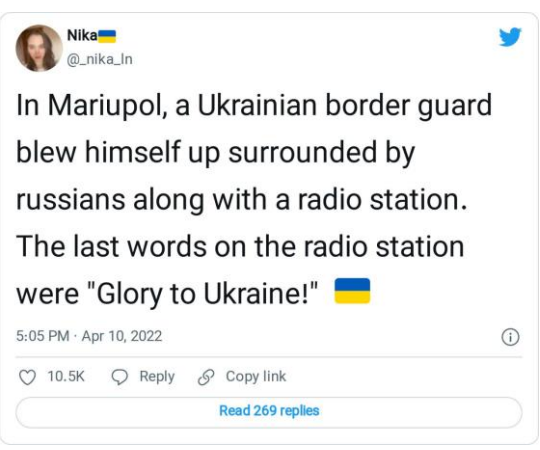 Nika🇺🇦
@_nika_ln
In Mariupol, a Ukrainian border guard
blew himself up surrounded by
russians along with a radio station.
The last words on the radio station
were "Glory to Ukraine!" 🇺🇦
5:05 PM · Apr 10, 2022
10.5K Reply Copy link
Read 269 replies